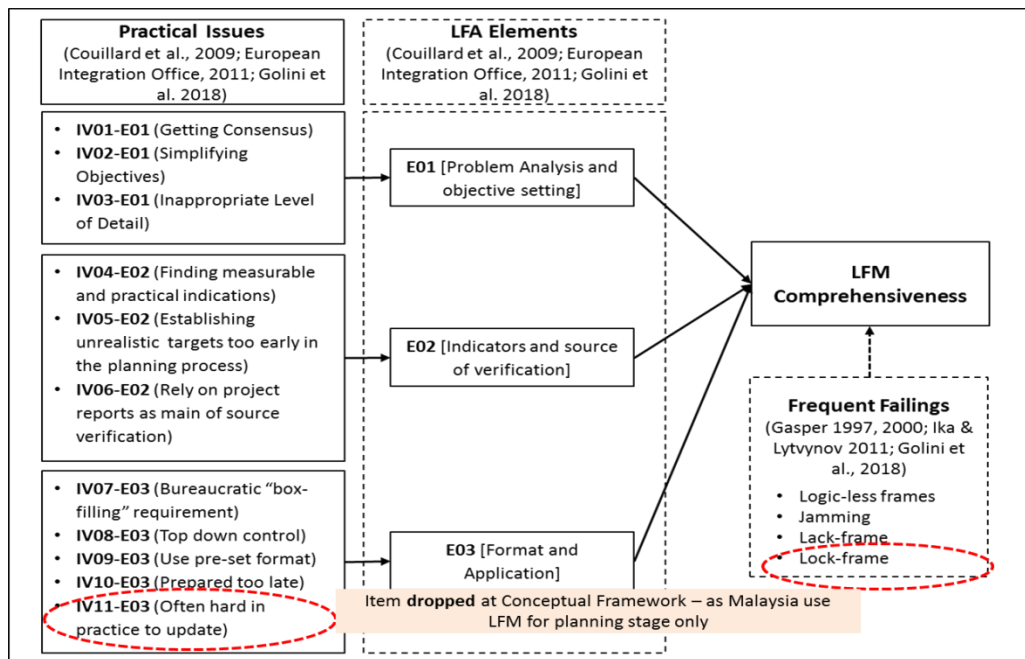 Practical Issues
(Couillard et al., 2009; European
Integration Office, 2011; Golini et
al. 2018)
• IV01-E01 (Getting Consensus)
• IV02-E01 (Simplifying
Objectives)
• IV03-E01 (Inappropriate Level
of Detail)
• IV04-E02 (Finding measurable
and practical indications)
• IV05-E02 (Establishing
unrealistic targets too early in
the planning process)
• IV06-E02 (Rely on project
reports as main of source
verification)
• IV07-E03 (Bureaucratic “box-
filling” requirement)
• IV08-E03 (Top down control)
• IV09-E03 (Use pre-set format)
• IV10-E03 (Prepared too late)
• IV11-E03 (Often hard in
practice to update)
LFA Elements
(Couillard et al., 2009; European
Integration Office, 2011; Golini
et al. 2018)
E01 [Problem Analysis and
objective setting]
E02 [Indicators and source
of verification]
E03 [Format and
Application]
Item dropped at Conceptual Framework – as Malaysia use
LFM for planning stage only
LFM
Comprehensiveness
Frequent Failings
(Gasper 1997, 2000; Ika &
Lytvynov 2011; Golini et
al., 2018)
• Logic-less frames
• Jamming
• Lack-frame
• Lock-frame